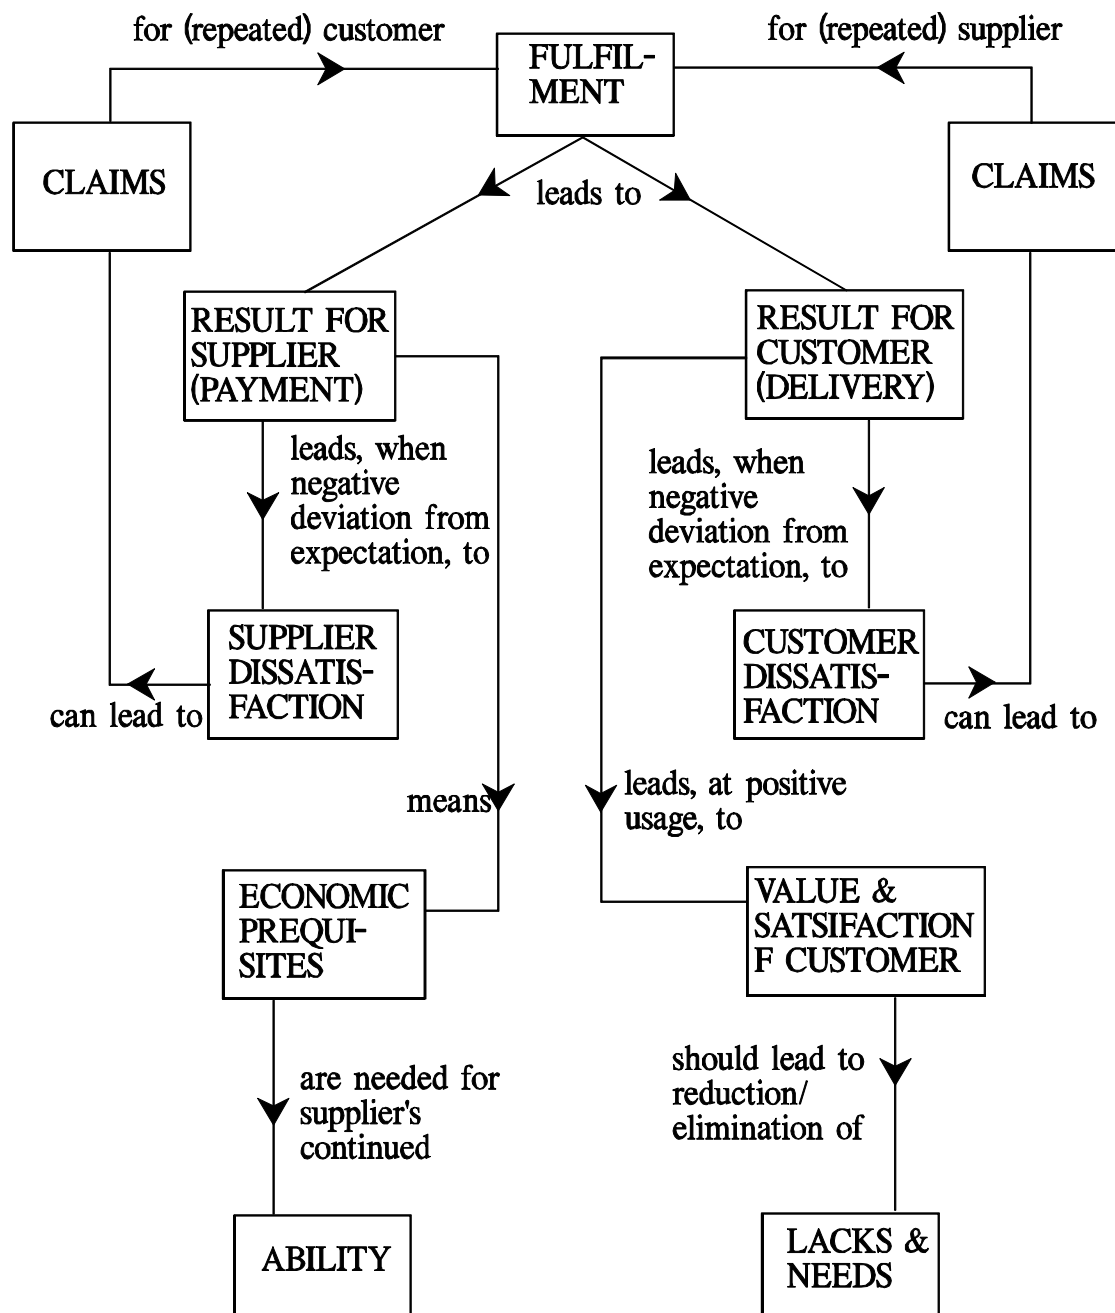 for (repeated) customer
for (repeated) supplier
FULFIL-
MENT
CLAIMS
CLAIMS
leads to
RESULT FOR
SUPPLIER
(PAYMENT)
RESULT FOR
CUSTOMER
(DELIVERY)
leads, when
negative
deviation from
expectation, to
leads, when
negative
deviation from
expectation, to
SUPPLIER
DISSATIS-
FACTION
CUSTOMER
DISSATIS-
FACTION
can lead to
can lead to
means
leads, at positive
usage, to
ECONOMIC
PREQUI-
SITES
VALUE &
SATSIFACTION
F CUSTOMER
are needed for
supplier's
continued
should lead to
reduction/
elimination of
ABILITY
LACKS &
NEEDS